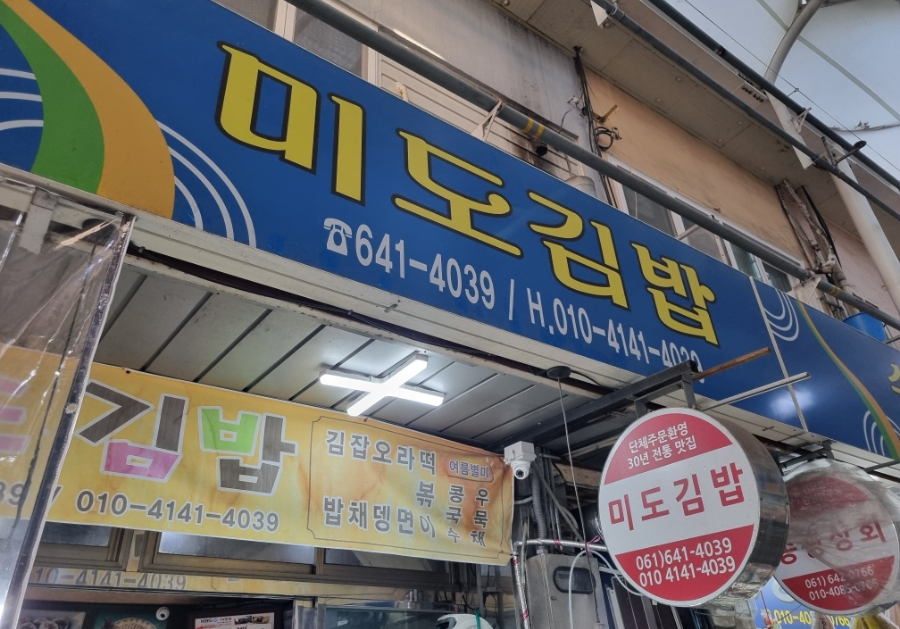 미도김밥
☎641-4039 / H.010-4141-4039
김밥
010-4141-4039
김잡오라떡
밥채뎅면
볶이
여름별미
콩국수
우묵채
단체주문환영
30년 전통 맛집
미도김밥
061)641-4039
010 4141-4039
상회
061) 642
010-408